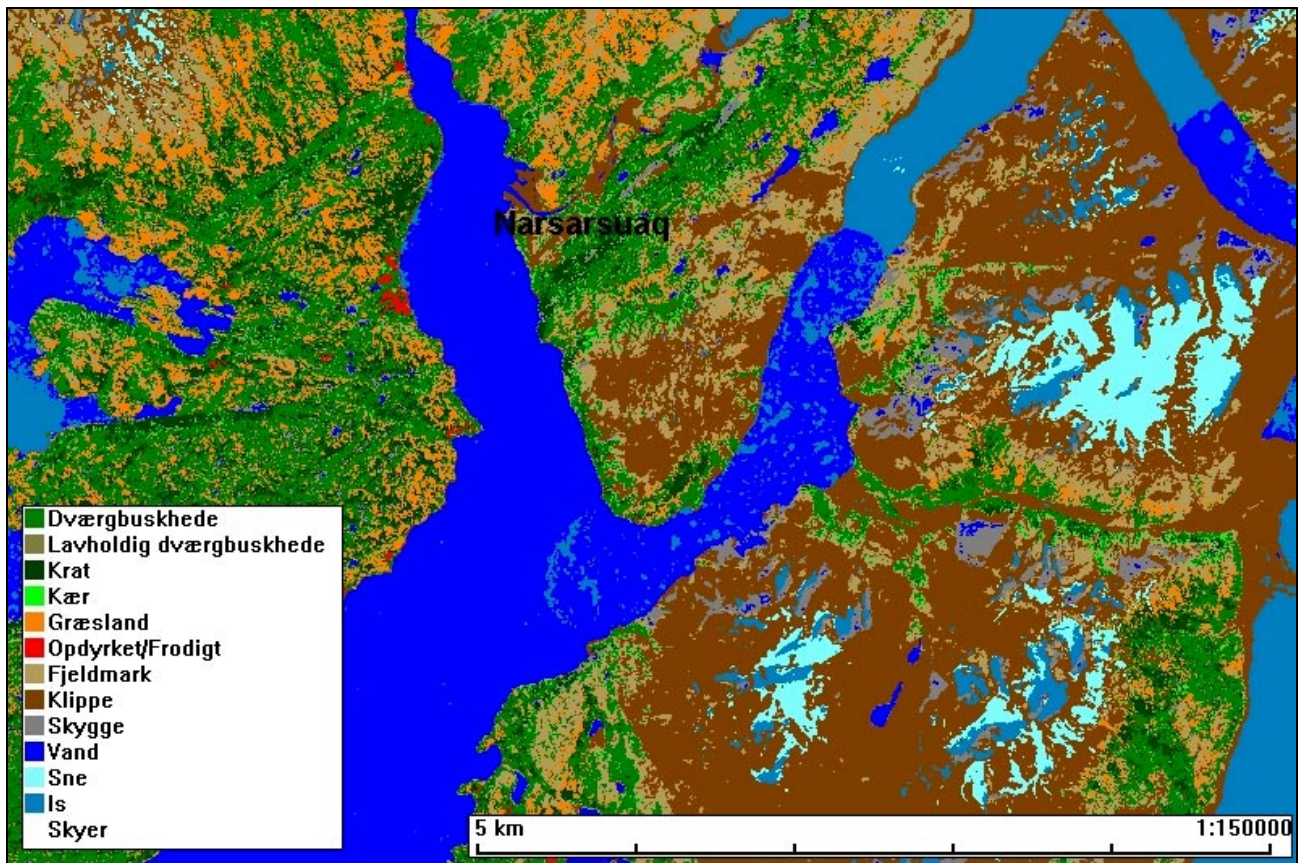 Narsarsuaq
Dværgbuskhede
Lavholdig dværgbuskhede
Krat
Kær
Græsland
Opdyrket/Frodigt
Fjeldmark
Klippe
Skygge
Vand
Sne
Is
Skyer
5 km 1:150000